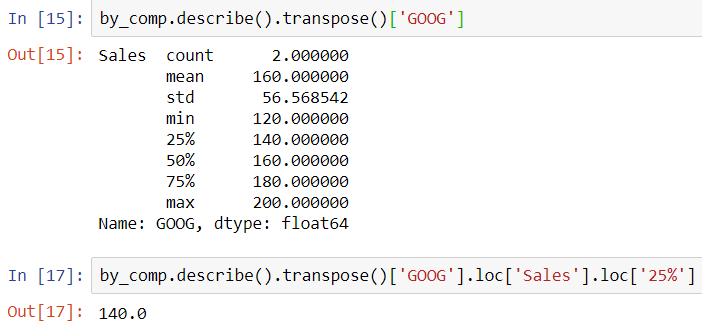 In [15]: by_comp.describe().transpose()['GOOG']
Out[15]: Sales  count      2.000000
       mean     160.000000
       std       56.568542
       min      120.000000
       25%      140.000000
       50%      160.000000
       75%      180.000000
       max      200.000000
Name: GOOG, dtype: float64
In [17]: by_comp.describe().transpose()['GOOG'].loc['Sales'].loc['25%']
Out[17]: 140.0